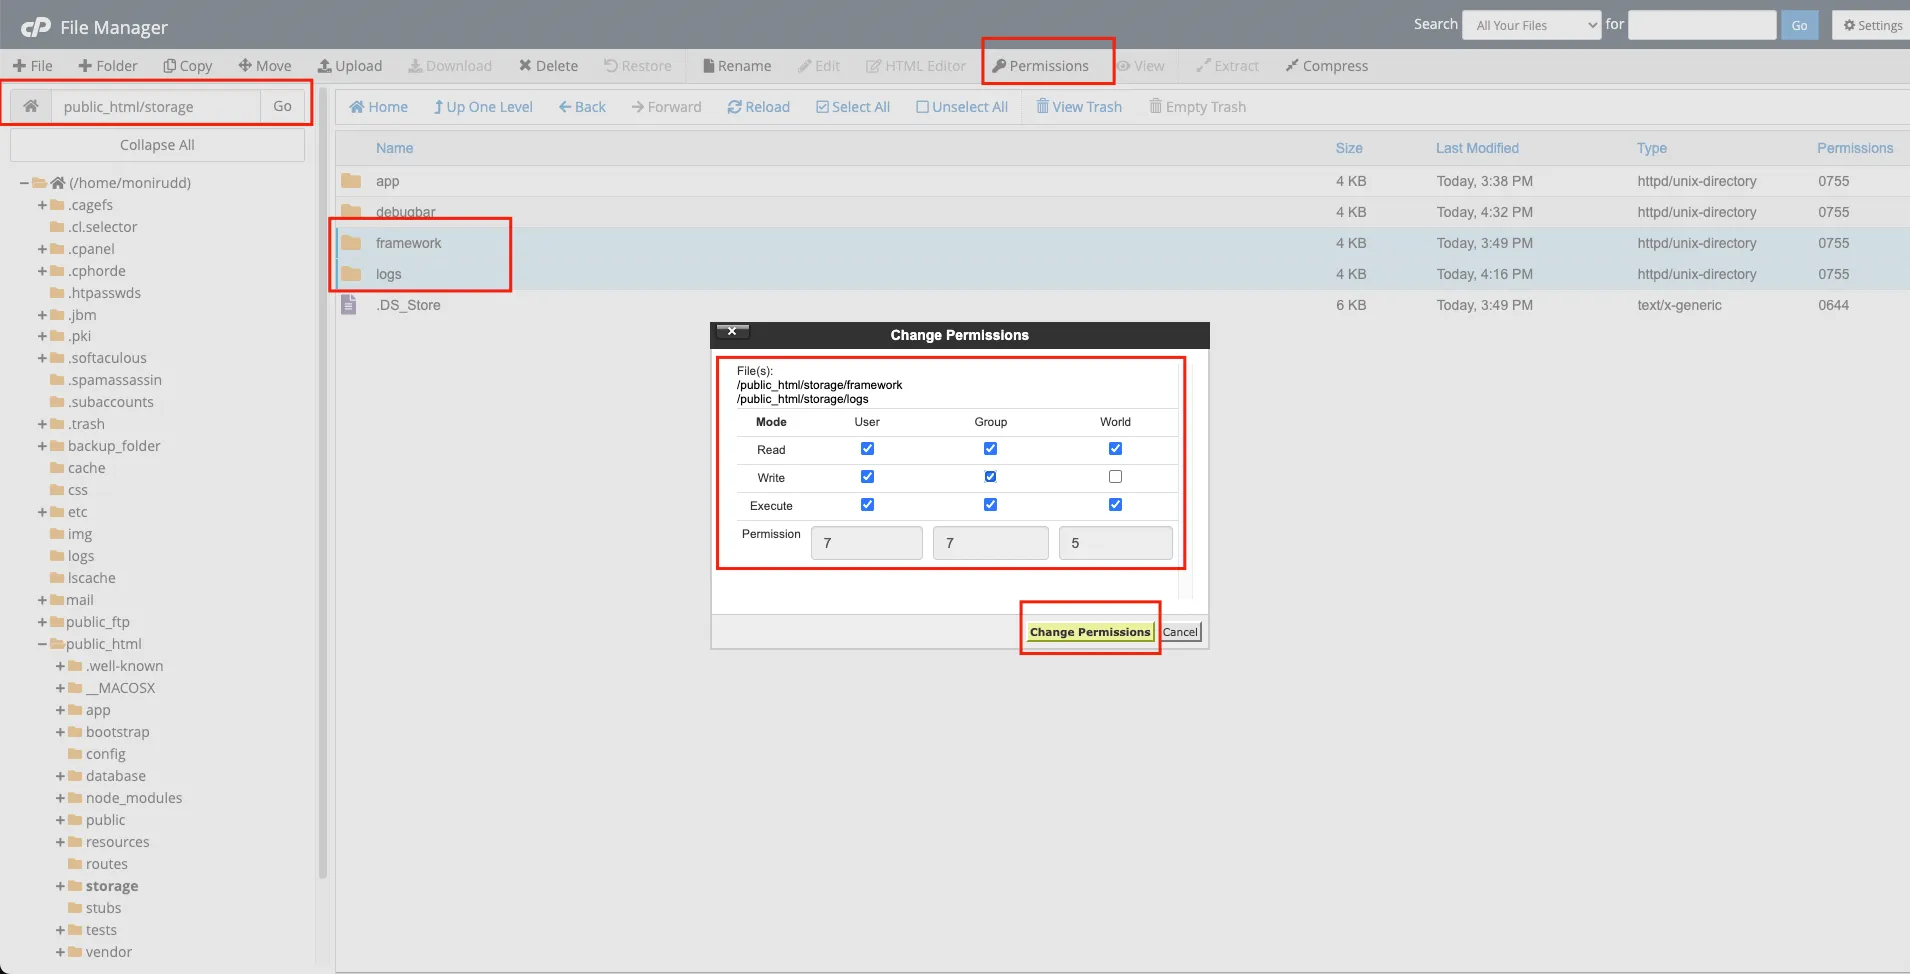 cP File Manager
Search All Your Files for Go Settings
File Folder Copy Move Upload Download Delete Restore Rename Edit HTML Editor Permissions View Extract Compress
public_html/storage Go
Home Up One Level Back Forward Reload Select All Unselect All View Trash Empty Trash
Collapse All
(/home/monirudd)
.cagefs
.cl.selector
.cpanel
.cphorde
.htpasswds
.jbm
.pki
.softaculous
.spamassassin
.subaccounts
.trash
backup_folder
cache
css
etc
img
logs
lscache
mail
public_ftp
public_html
.well-known
__MACOSX
app
bootstrap
config
database
node_modules
public
resources
routes
storage
stubs
tests
vendor
Name Size Last Modified Type Permissions
app 4 KB Today, 3:38 PM httpd/unix-directory 0755
debugbar 4 KB Today, 4:32 PM httpd/unix-directory 0755
framework 4 KB Today, 3:49 PM httpd/unix-directory 0755
logs 4 KB Today, 4:16 PM httpd/unix-directory 0755
.DS_Store 6 KB Today, 3:49 PM text/x-generic 0644
Change Permissions
File(s):
/public_html/storage/framework
/public_html/storage/logs
Mode User Group World
Read
Write
Execute
Permission 7 7 5
Change Permissions Cancel